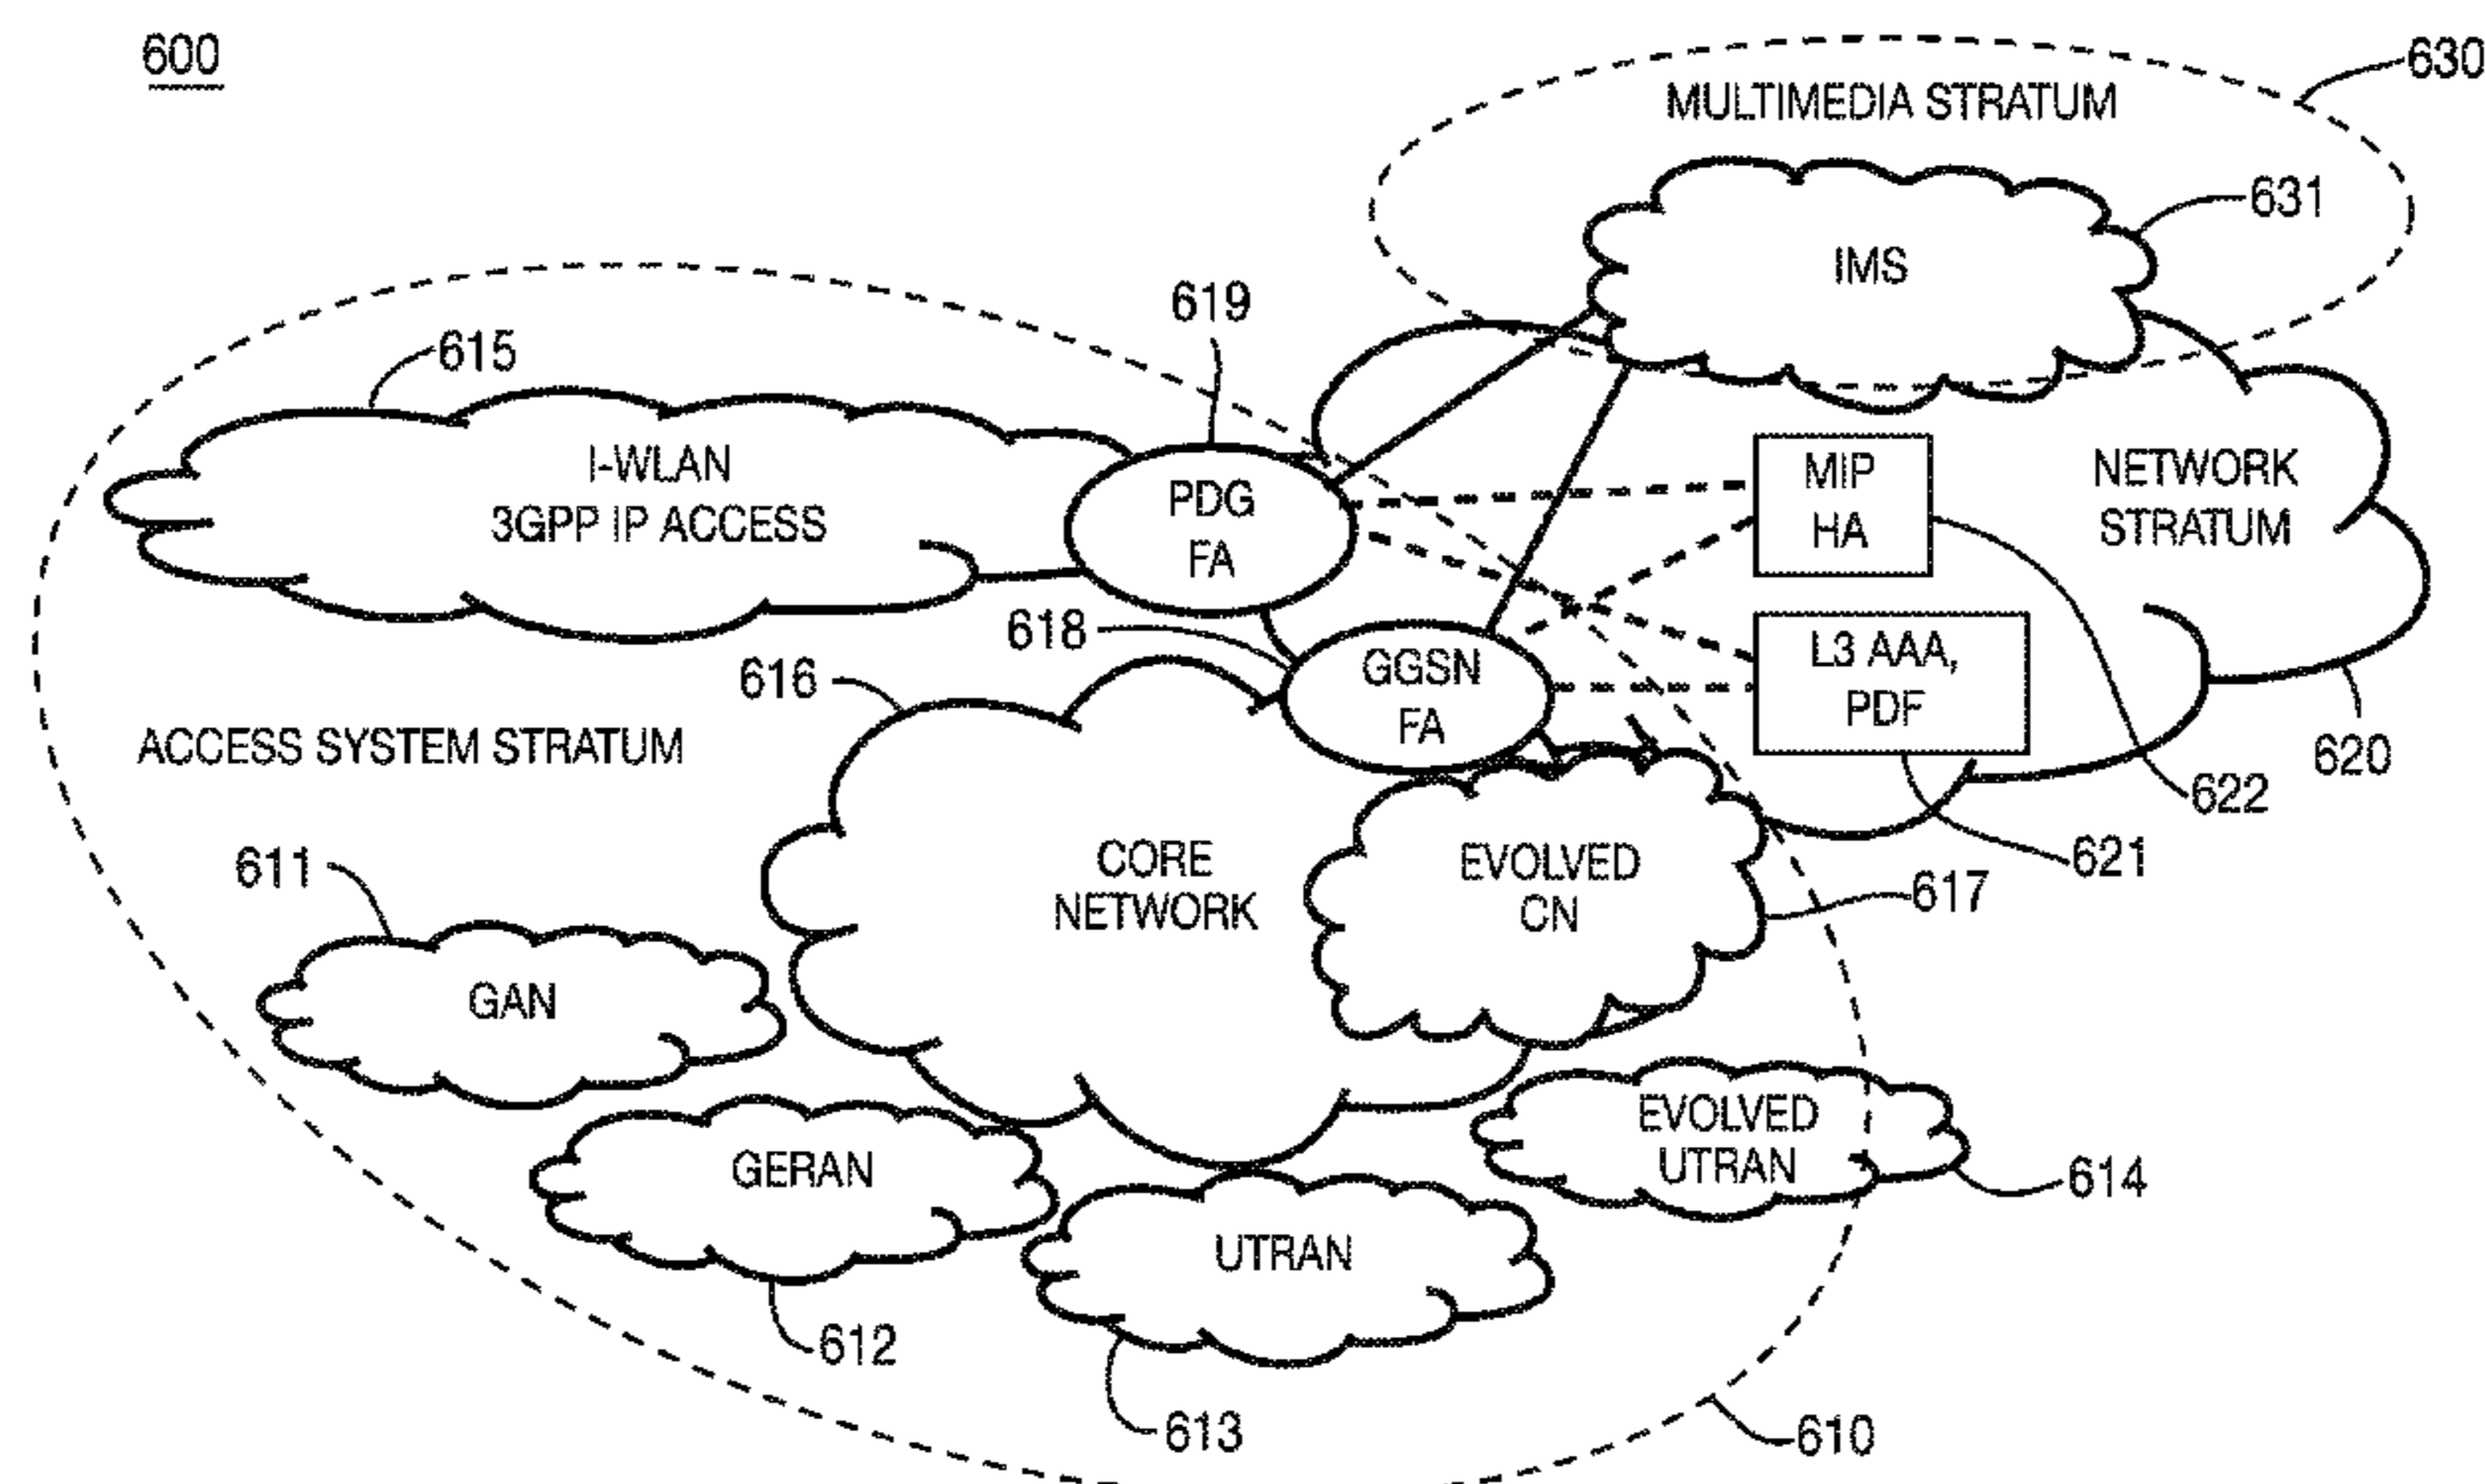 600
630
MULTIMEDIA STRATUM
631
IMS
619
615
I-WLAN
3GPP IP ACCESS
PDG
FA
MIP
HA
NETWORK
STRATUM
618
616
GGSN
FA
L3 AAA,
PDF
ACCESS SYSTEM STRATUM
620
622
621
611
CORE
NETWORK
EVOLVED
CN
617
GAN
GERAN
EVOLVED
UTRAN
614
UTRAN
612
613
610